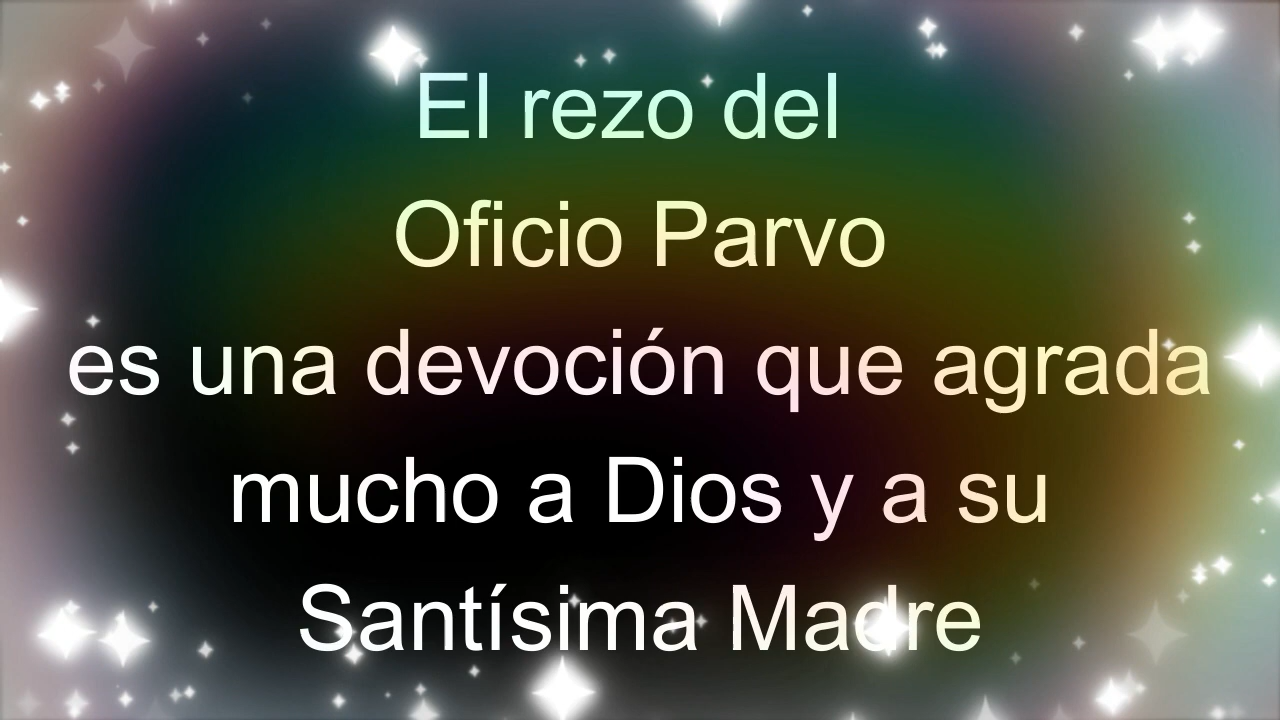 El rezo del
Oficio Parvo
es una devoción que agrada
mucho a Dios y a su
Santísima Madre